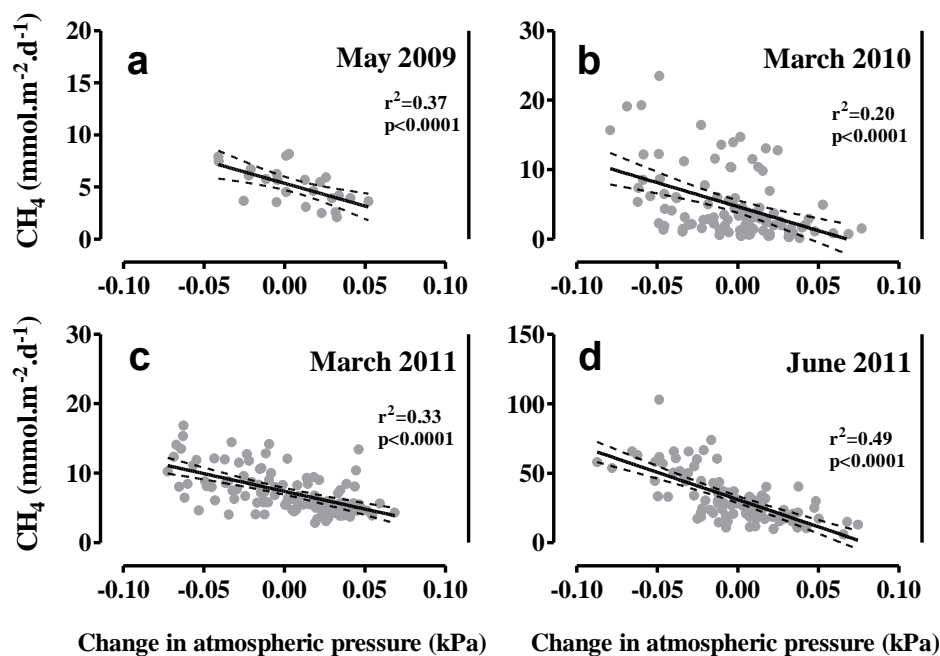 20
15
10
5
0
CH4 (mmol.m-2.d-1)
a
May 2009
r2=0.37
p<0.0001
-0.10 -0.05 0.00 0.05 0.10
30
20
10
0
b
March 2010
r2=0.20
p<0.0001
-0.10 -0.05 0.00 0.05 0.10
30
20
10
0
CH4 (mmol.m-2.d-1)
c
March 2011
r2=0.33
p<0.0001
-0.10 -0.05 0.00 0.05 0.10
Change in atmospheric pressure (kPa)
150
100
50
0
d
June 2011
r2=0.49
p<0.0001
-0.10 -0.05 0.00 0.05 0.10
Change in atmospheric pressure (kPa)